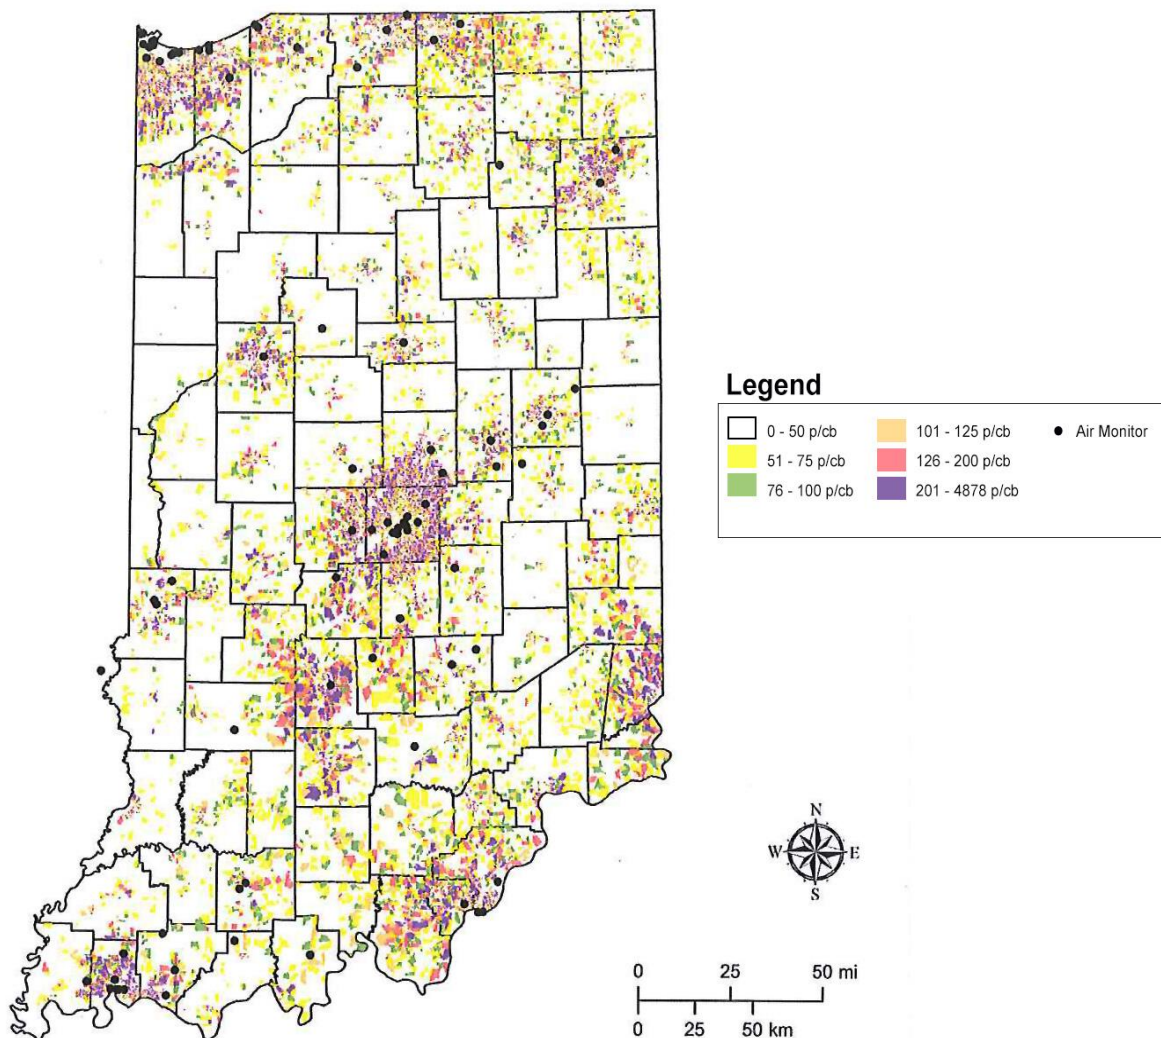 Legend
0 - 50 p/cb
101 - 125 p/cb
Air Monitor
51 - 75 p/cb
126 - 200 p/cb
76 - 100 p/cb
201 - 4878 p/cb
N
W
E
S
0 25 50 mi
0 25 50 km